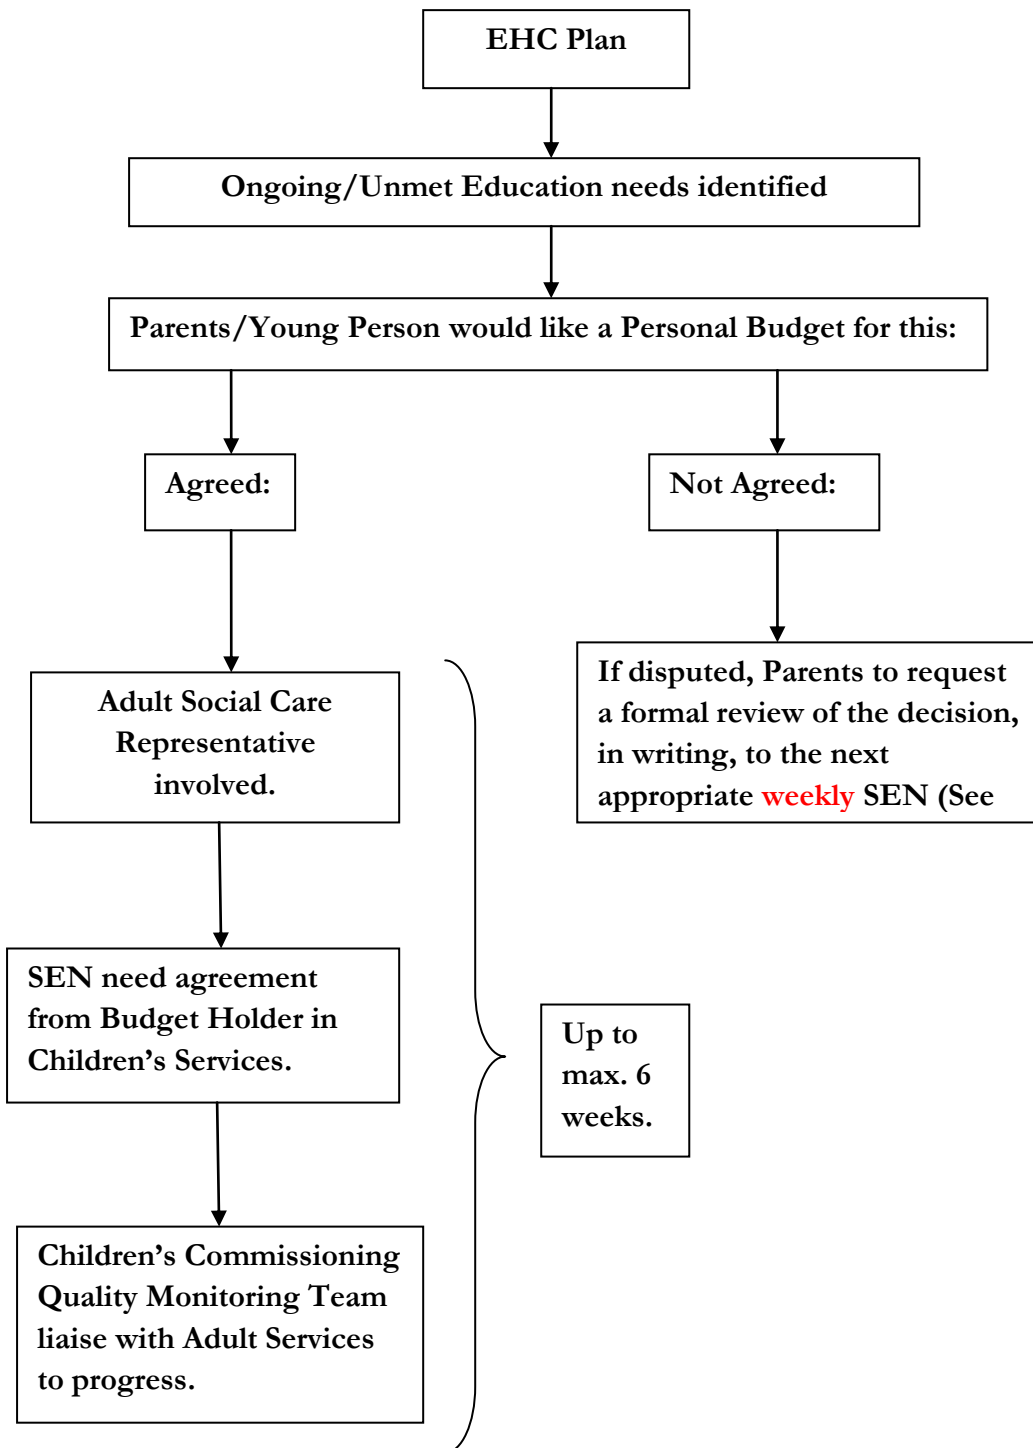 EHC Plan
Ongoing/Unmet Education needs identified
Parents/Young Person would like a Personal Budget for this:
Agreed:
Not Agreed:
Adult Social Care
Representative
involved.
If disputed, Parents to request
a formal review of the decision,
in writing, to the next
appropriate weekly SEN (See
SEN need agreement
from Budget Holder in
Children’s Services.
Up to
max. 6
weeks.
Children’s Commissioning
Quality Monitoring Team
liaise with Adult Services
to progress.